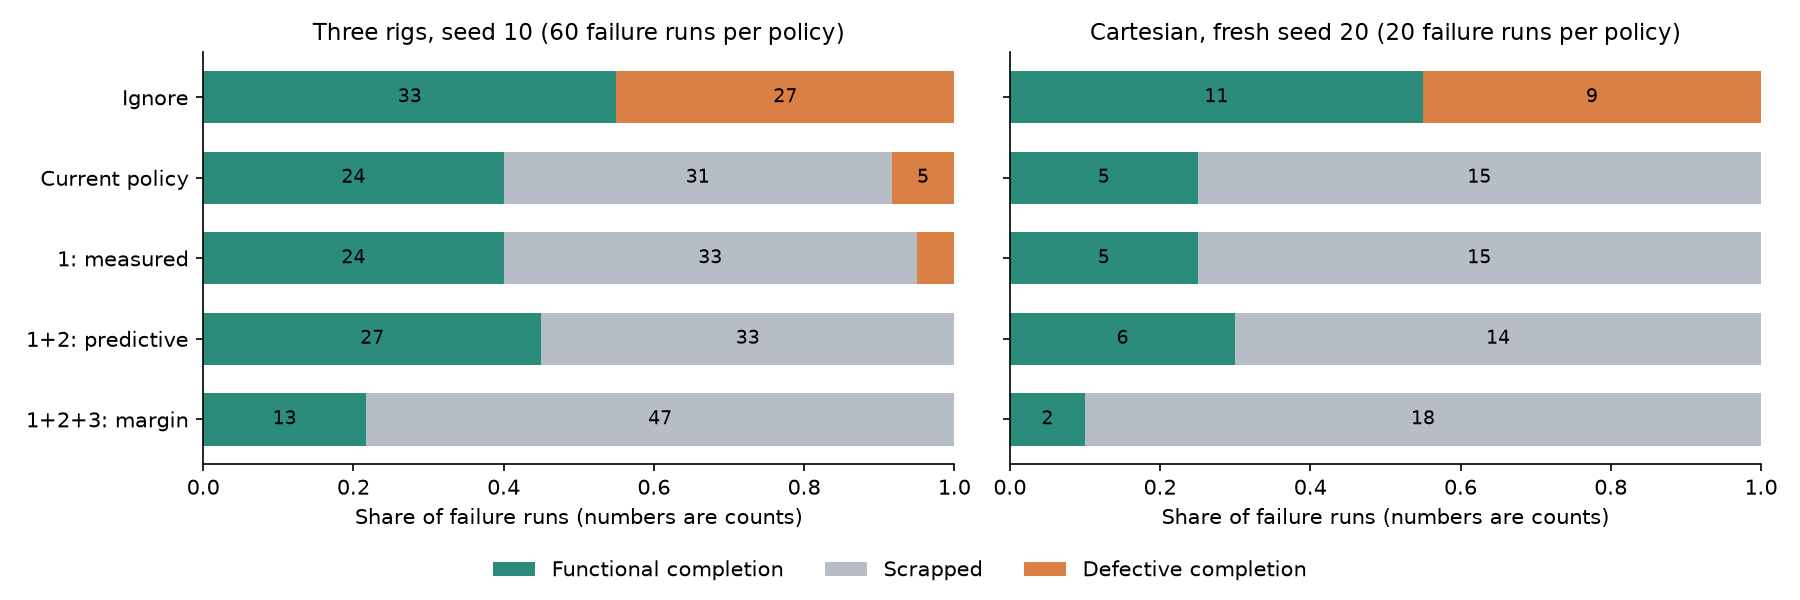 Three rigs, seed 10 (60 failure runs per policy)
Ignore
33
27
Current policy
24
31
5
1: measured
24
33
1+2: predictive
27
33
1+2+3: margin
13
47
0.0 0.2 0.4 0.6 0.8 1.0
Share of failure runs (numbers are counts)
Cartesian, fresh seed 20 (20 failure runs per policy)
11
9
5
15
5
15
6
14
2
18
0.0 0.2 0.4 0.6 0.8 1.0
Share of failure runs (numbers are counts)
Functional completion
Scrapped
Defective completion